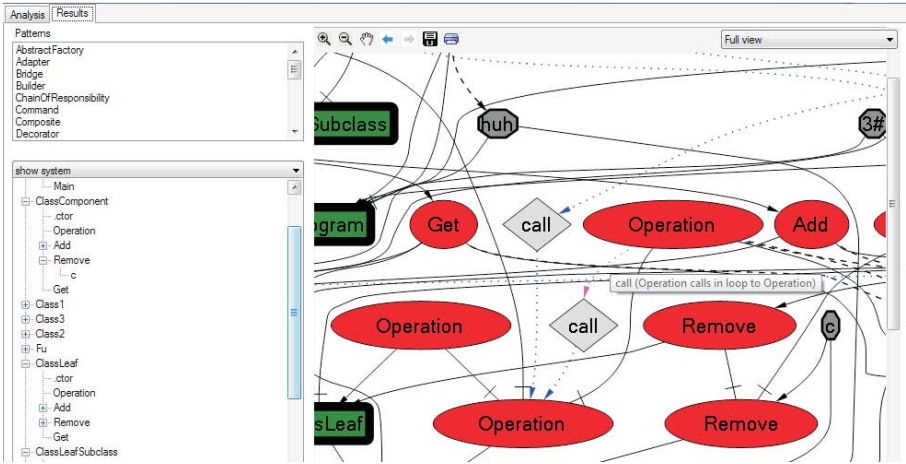 Analysis Results
Patterns
AbstractFactory
Adapter
Bridge
Builder
ChainOfResponsibility
Command
Composite
Decorator
show system
Main
ClassComponent
.ctor
Operation
Add
Remove
c
Get
Class1
Class3
Class2
Fu
ClassLeaf
.ctor
Operation
Add
Remove
Get
ClassLeafSubclass
Full view
Subclass huh 3#
ogram Get call Operation Add
call (Operation calls in loop to Operation)
Operation call Remove c
sLeaf Operation Remove